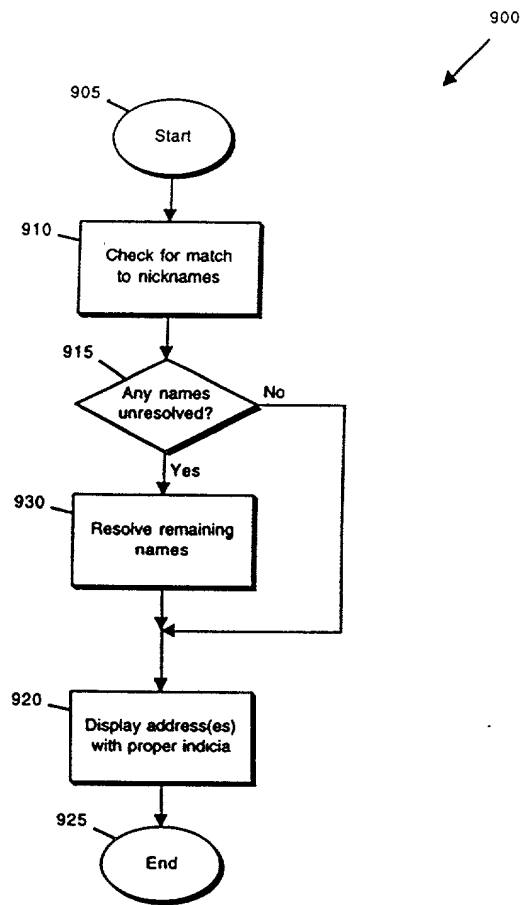 900
905
Start
910
Check for match
to nicknames
915
Any names
unresolved?
No
Yes
930
Resolve remaining
names
920
Display address(es)
with proper indicia
925
End